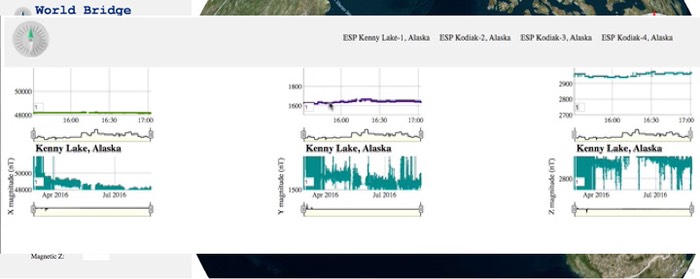 World Bridge
ESP Kenny Lake-1, Alaska ESP Kodiak-2, Alaska ESP Kodiak-3, Alaska ESP Kodiak-4, Alaska
50000
48000
16:00 16:30 17:00
1800
1600
16:00 16:30 17:00
2900
2800
2700
16:00 16:30 17:00
Kenny Lake, Alaska
Kenny Lake, Alaska
Kenny Lake, Alaska
X magnitude (nT)
50000
48000
Apr 2016 Jul 2016
Y magnitude (nT)
1500
Apr 2016 Jul 2016
Z magnitude (nT)
2800
Apr 2016 Jul 2016
Magnetic Z: